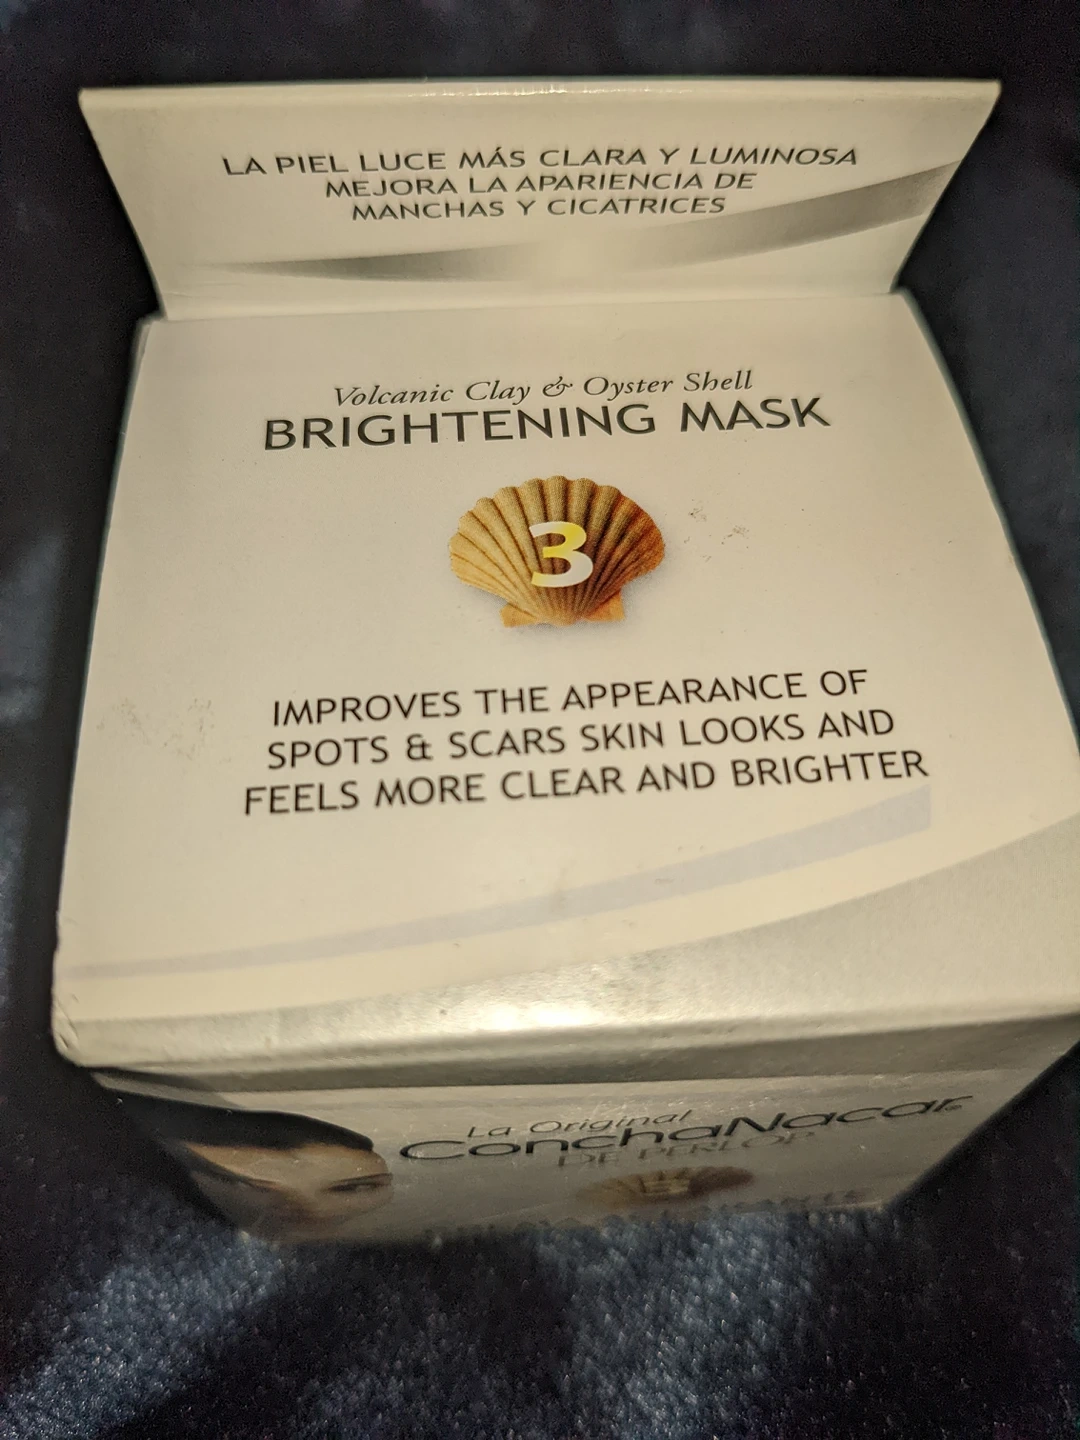 LA PIEL LUCE MÁS CLARA Y LUMINOSA
MEJORA LA APARIENCIA DE
MANCHAS Y CICATRICES
Volcanic Clay & Oyster Shell
BRIGHTENING MASK
3
IMPROVES THE APPEARANCE OF
SPOTS & SCARS SKIN LOOKS AND
FEELS MORE CLEAR AND BRIGHTER
La Original
ConchaNacar®
DE PERLOP
3